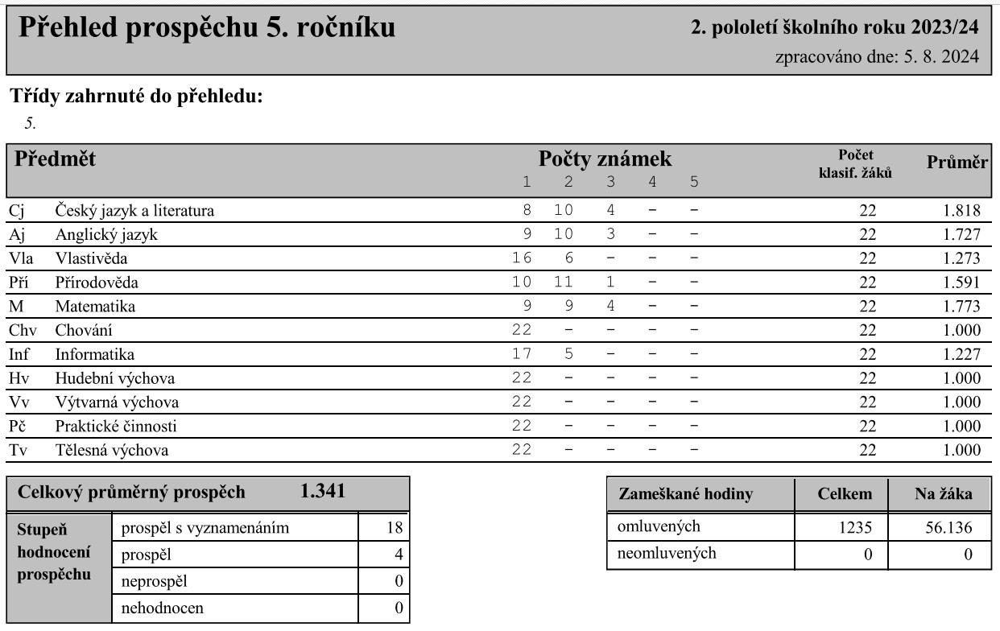 Přehled prospěchu 5. ročníku
2. pololetí školního roku 2023/24
zpracováno dne: 5. 8. 2024
Třídy zahrnuté do přehledu:
5.
Předmět Počty známek Počet klasif. žáků Průměr
1 2 3 4 5
Cj Český jazyk a literatura 8 10 4 - - 22 1.818
Aj Anglický jazyk 9 10 3 - - 22 1.727
Vla Vlastivěda 16 6 - - - 22 1.273
Pří Přírodověda 10 11 1 - - 22 1.591
M Matematika 9 9 4 - - 22 1.773
Chv Chování 22 - - - - 22 1.000
Inf Informatika 17 5 - - - 22 1.227
Hv Hudební výchova 22 - - - - 22 1.000
Vv Výtvarná výchova 22 - - - - 22 1.000
Pč Praktické činnosti 22 - - - - 22 1.000
Tv Tělesná výchova 22 - - - - 22 1.000
Celkový průměrný prospěch 1.341
Stupeň hodnocení prospěchu
prospěl s vyznamenáním 18
prospěl 4
neprospěl 0
nehodnocen 0
Zameškané hodiny Celkem Na žáka
omluvených 1235 56.136
neomluvených 0 0